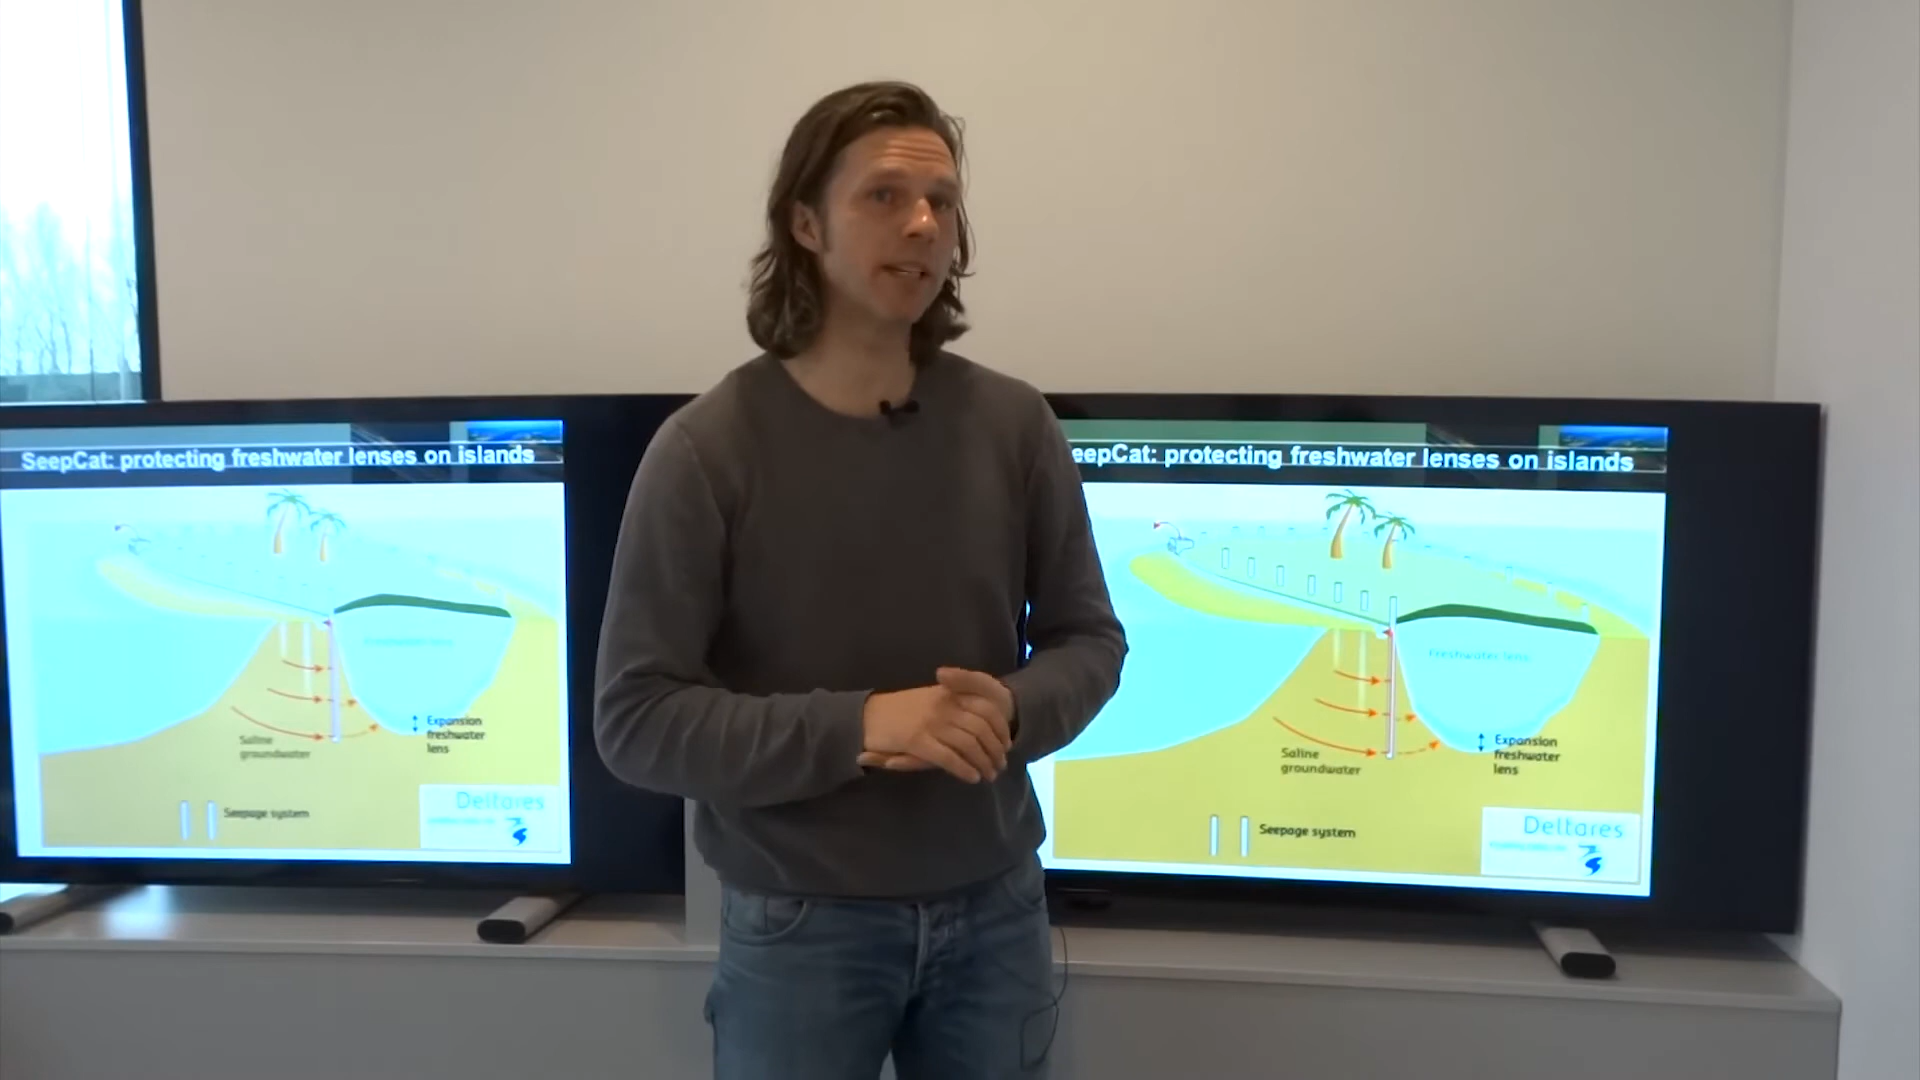 SeepCat: protecting freshwater lenses on islands
Expansion
freshwater
lens
Saline
groundwater
Seepage system
Deltares
eepCat: protecting freshwater lenses on islands
Freshwater lens
Expansion
freshwater
lens
Saline
groundwater
Seepage system
Deltares